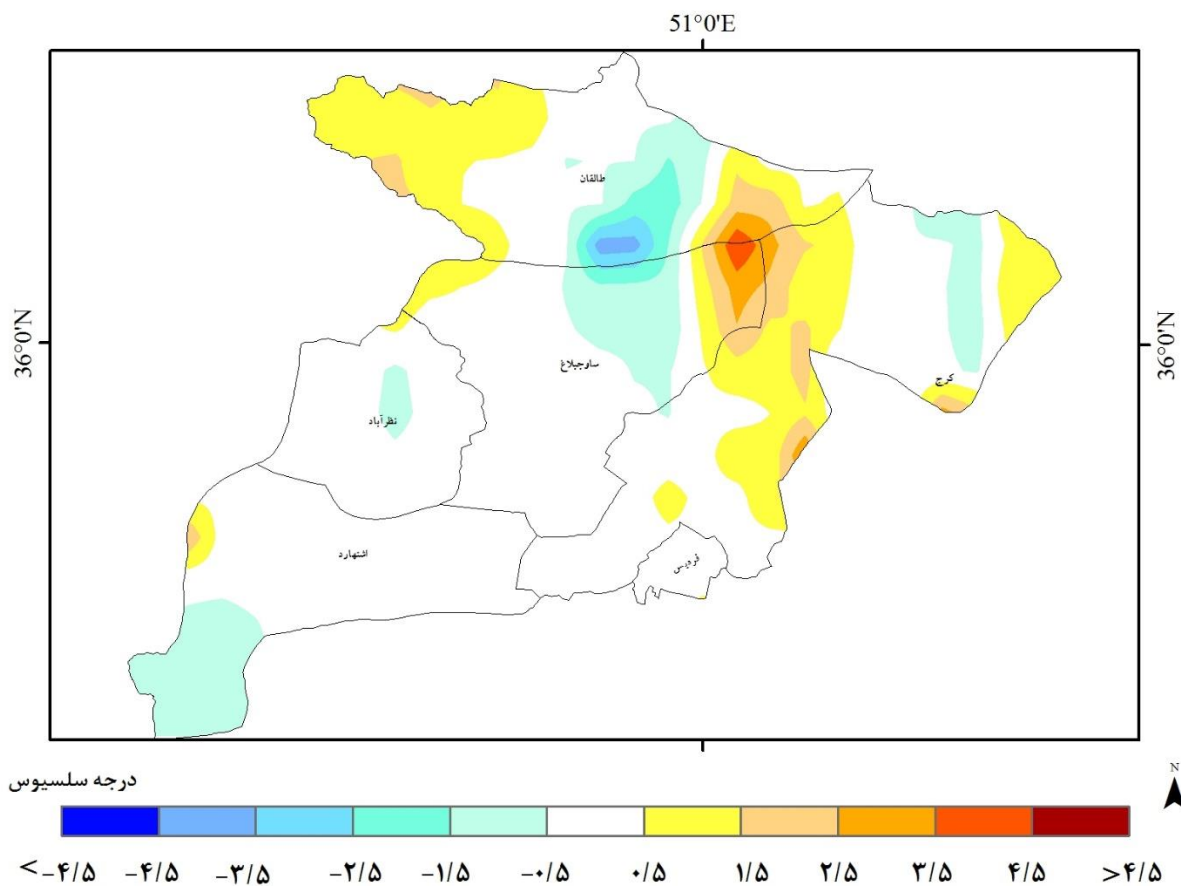 51°0'E
36°0'N
36°0'N
طالقان
ساوجبلاغ
کرج
نظرآباد
اشتهارد
فردیس
درجه سلسیوس
N
<-۴/۵ -۴/۵ -۳/۵ -۲/۵ -۱/۵ -۰/۵ ۰/۵ ۱/۵ ۲/۵ ۳/۵ ۴/۵ >۴/۵